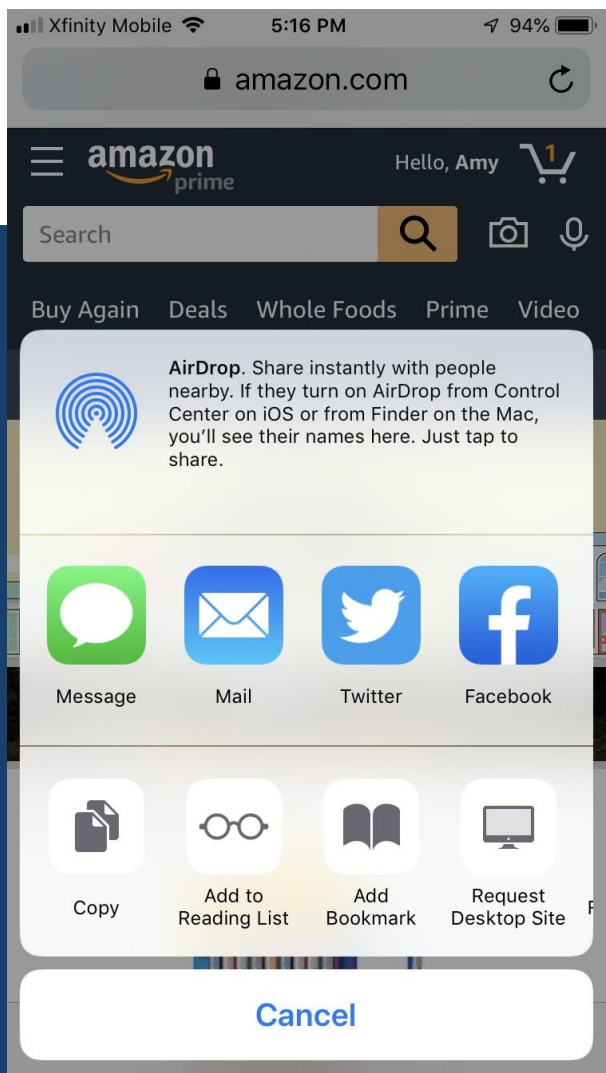 Xfinity Mobile 5:16 PM 94%
amazon.com
amazon
prime
Hello, Amy 1
Search
Buy Again Deals Whole Foods Prime Video
AirDrop. Share instantly with people
nearby. If they turn on AirDrop from Control
Center on iOS or from Finder on the Mac,
you'll see their names here. Just tap to
share.
Message Mail Twitter Facebook
Copy Add to Reading List Add Bookmark Request Desktop Site
Cancel